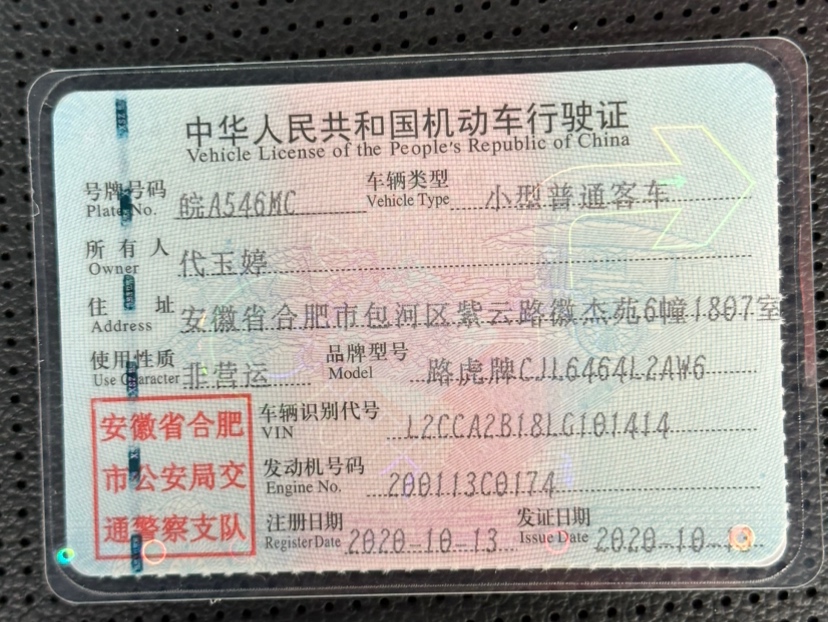 中华人民共和国机动车行驶证
Vehicle License of the People's Republic of China
号牌号码 皖A546MC 车辆类型 小型普通客车
Plate No. Vehicle Type
所有人 代玉婷
Owner
住址 安徽省合肥市包河区紫云路徽杰苑6幢1807室
Address
使用性质 非营运 品牌型号 路虎牌CJL6464L2AW6
Use Character Model
安徽省合肥 车辆识别代号 L2CCA2B18LG101414
VIN
市公安局交 发动机号码 200113C0174
Engine No.
通警察支队 注册日期 2020-10-13 发证日期 2020-10-
Register Date Issue Date